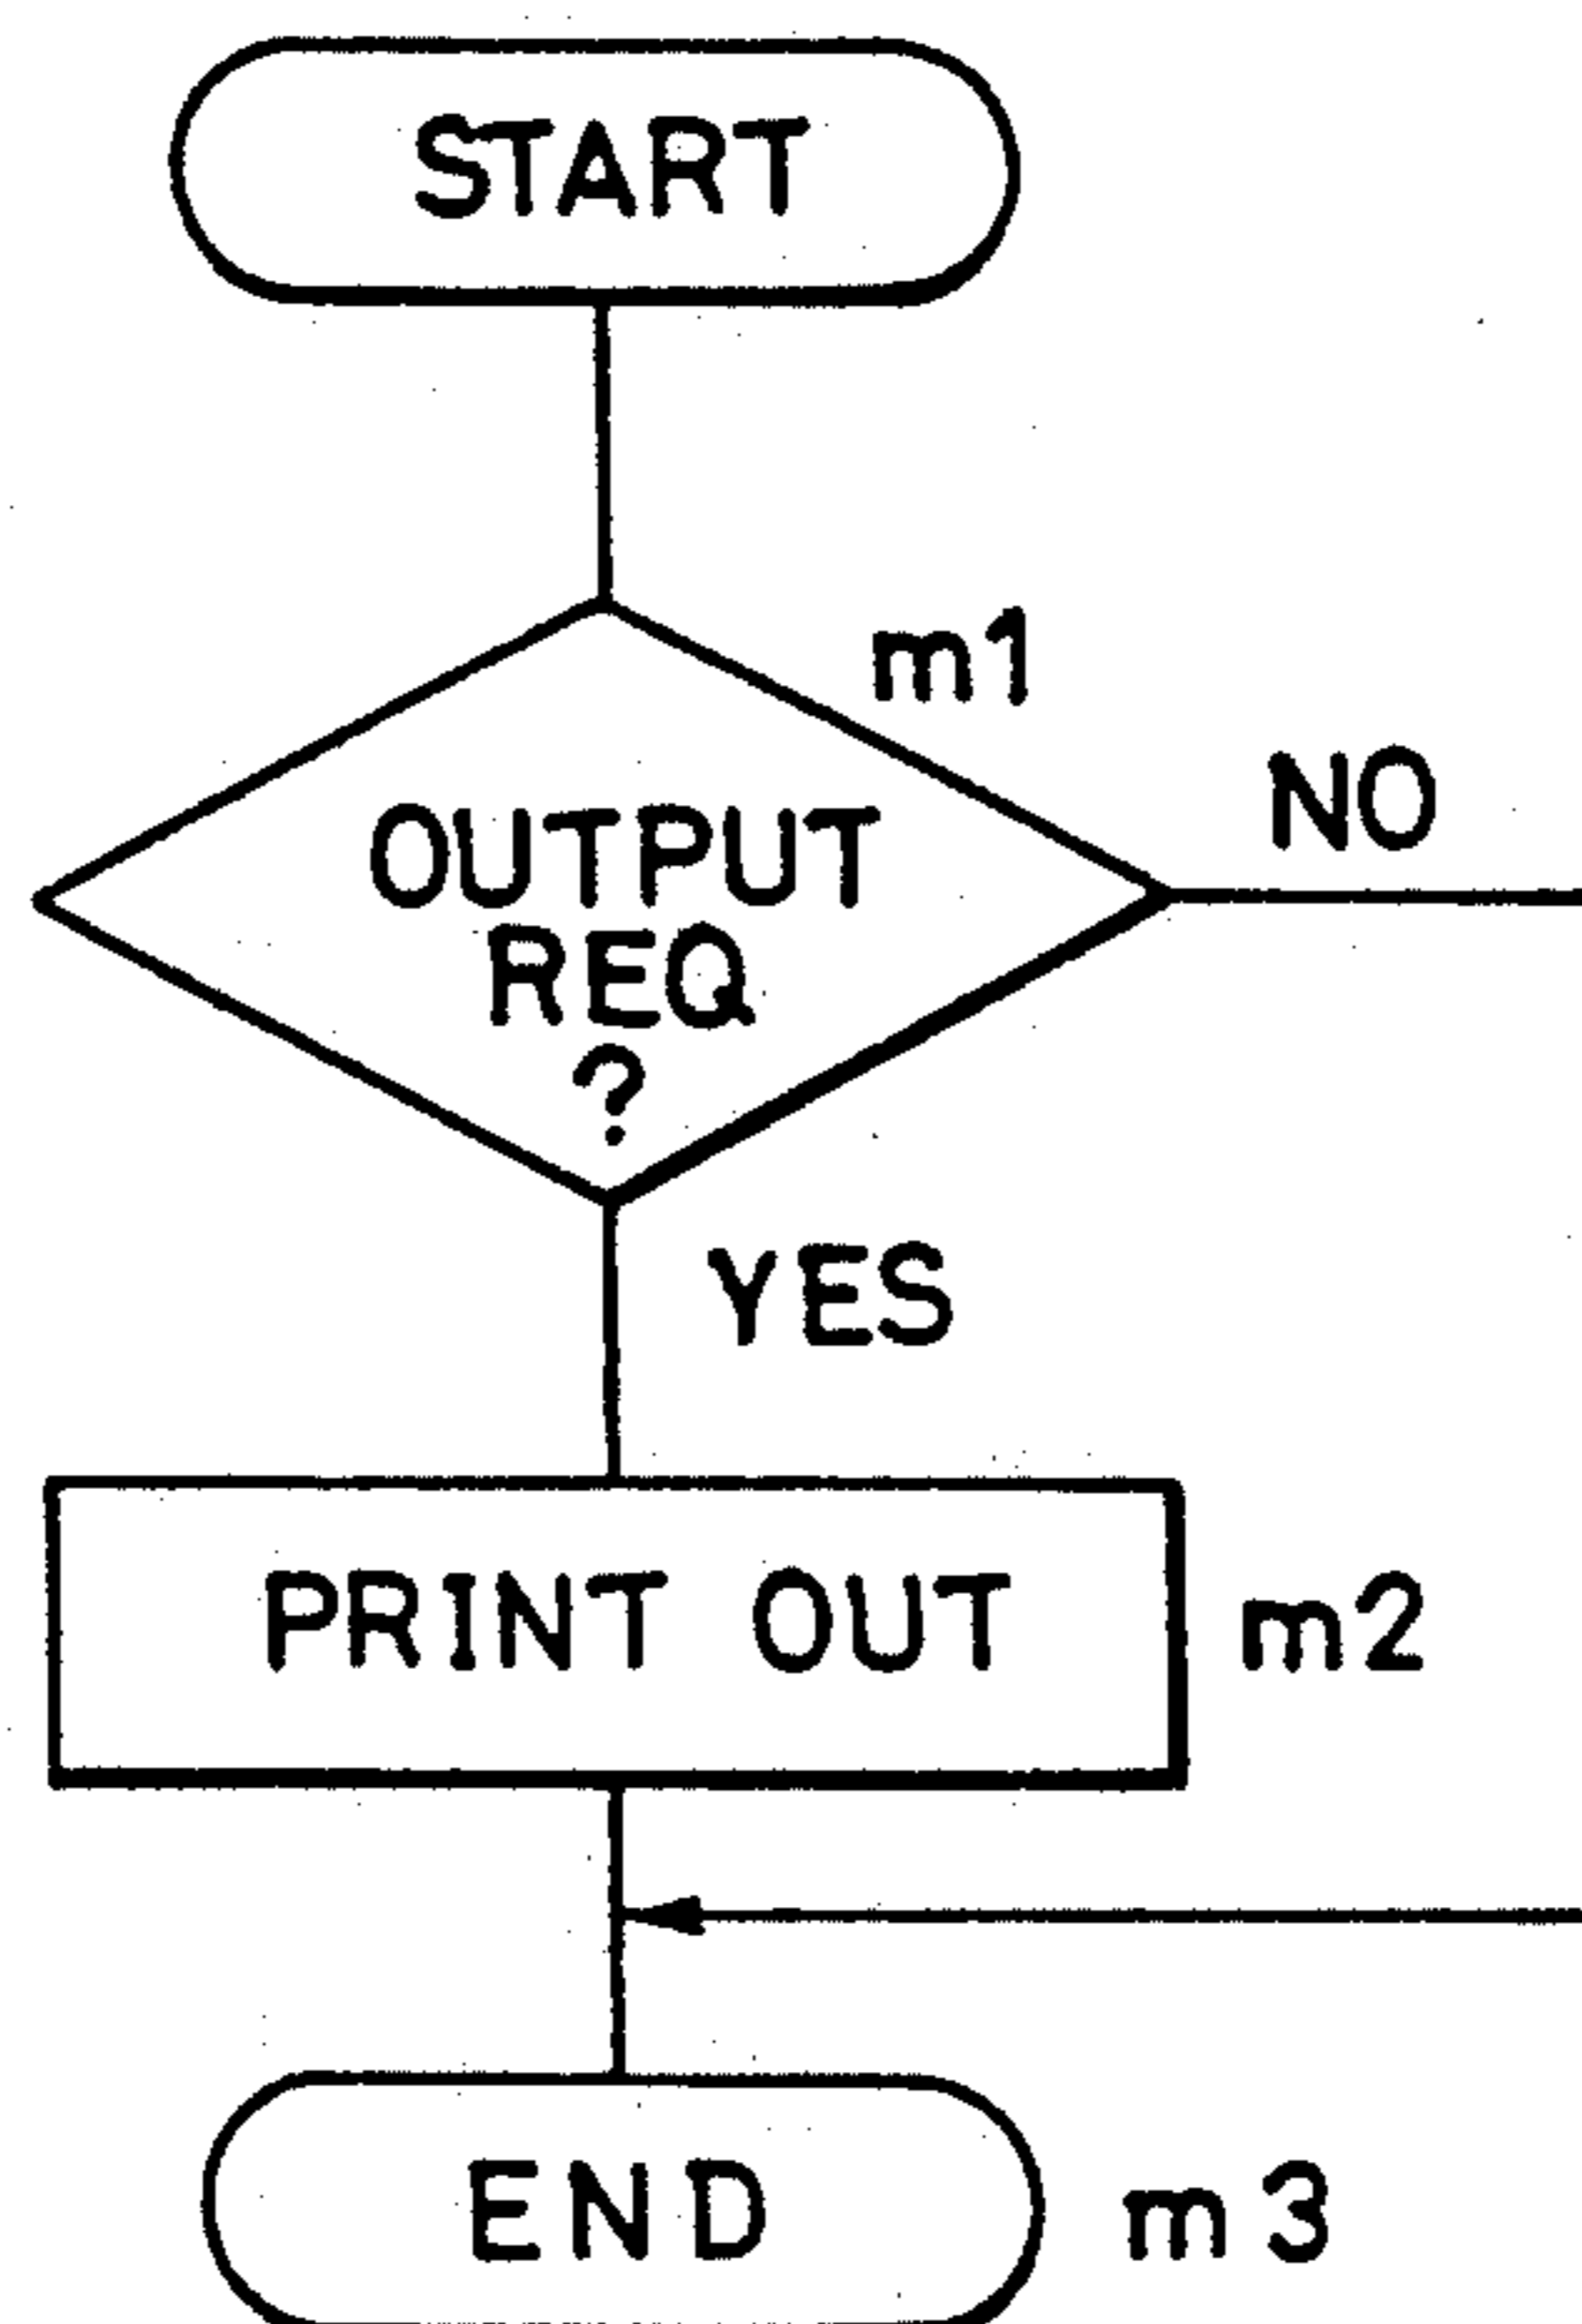 START
m1
NO
OUTPUT
REQ
?
YES
PRINT OUT
m2
END
m3